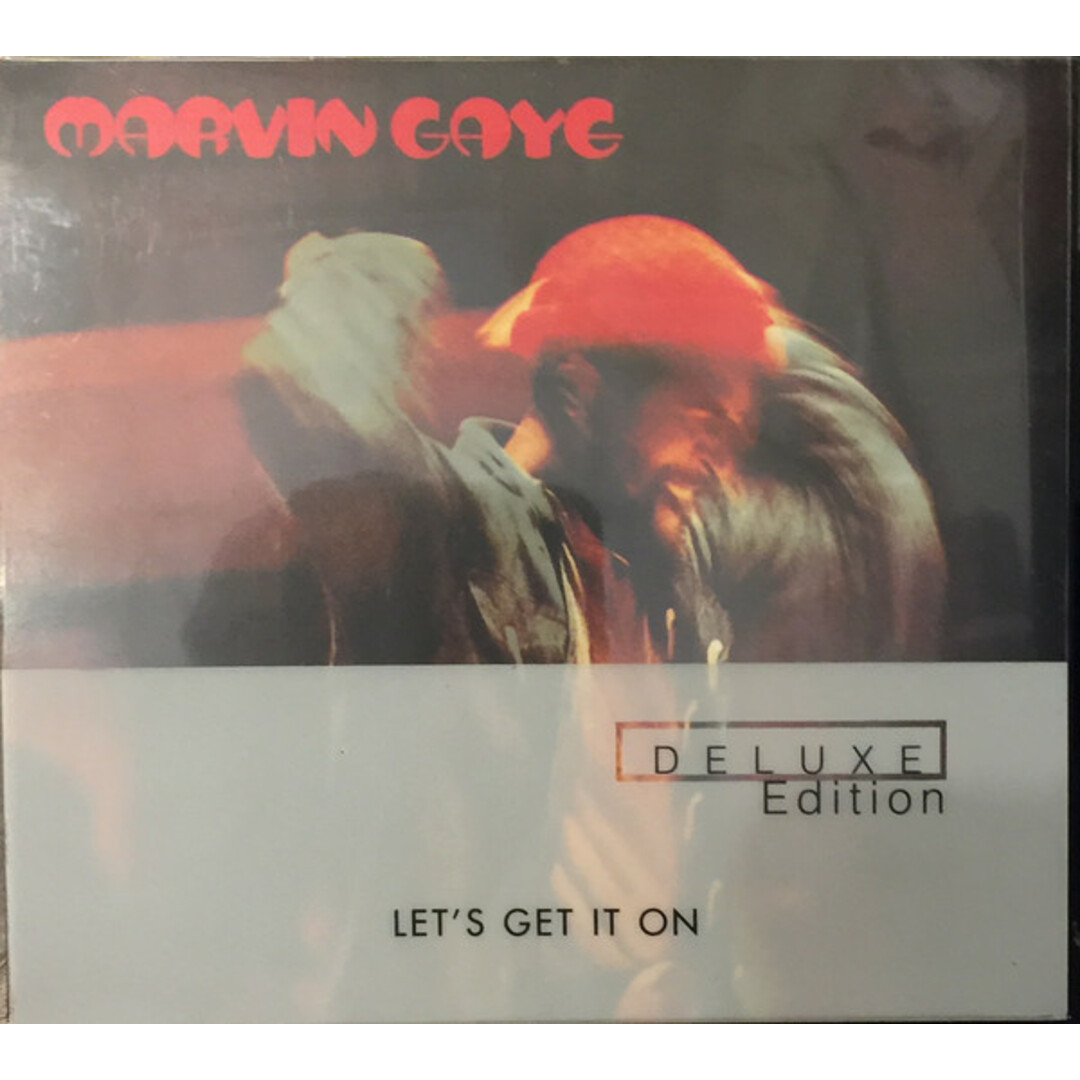 MARVIN GAYE
DELUXE
Edition
LET'S GET IT ON